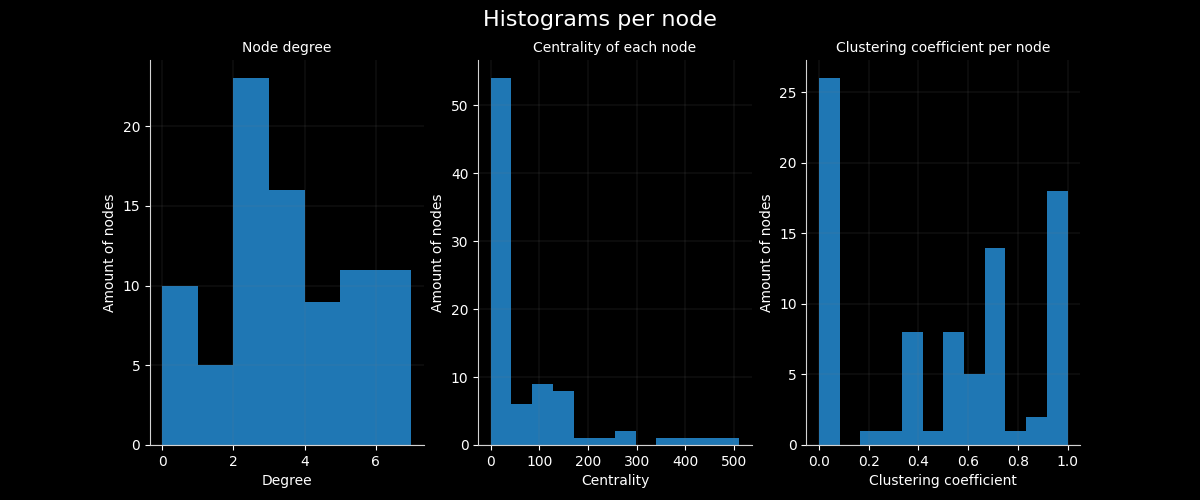 Histograms per node
Node degree
Amount of nodes
20
15
10
5
0
0 2 4 6
Degree
Centrality of each node
Amount of nodes
50
40
30
20
10
0
0 100 200 300 400 500
Centrality
Clustering coefficient per node
Amount of nodes
25
20
15
10
5
0
0.0 0.2 0.4 0.6 0.8 1.0
Clustering coefficient